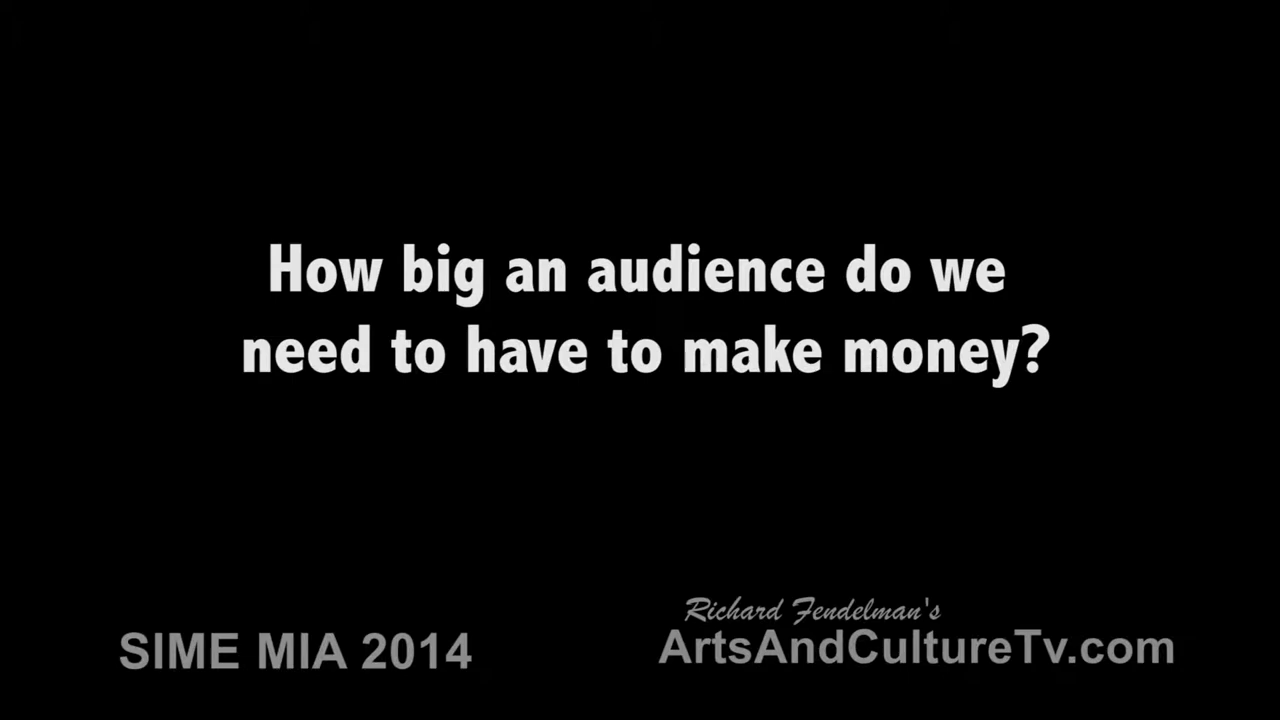 How big an audience do we
need to have to make money?
Richard Fendelman's
SIME MIA 2014
ArtsAndCultureTv.com